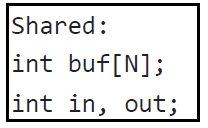 Shared:
int buf[N];
int in, out;